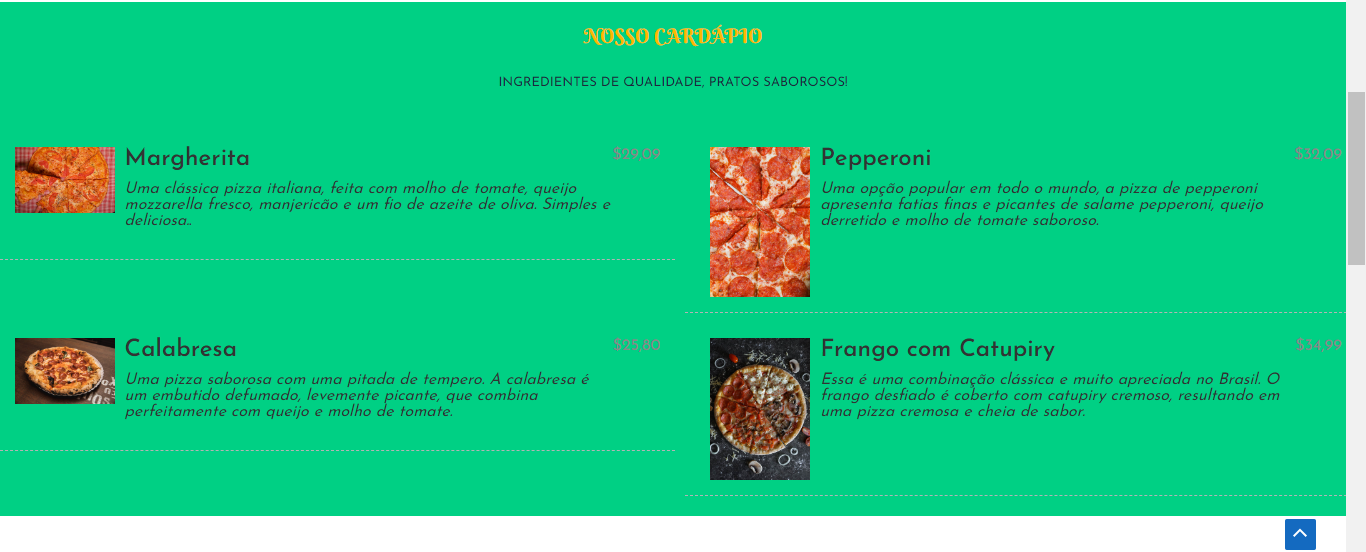 NOSSO CARDÁPIO
INGREDIENTES DE QUALIDADE, PRATOS SABOROSOS!
Margherita
$29,09
Uma clássica pizza italiana, feita com molho de tomate, queijo
mozzarella fresco, manjericão e um fio de azeite de oliva. Simples e
deliciosa..
Pepperoni
$32,09
Uma opção popular em todo o mundo, a pizza de pepperoni
apresenta fatias finas e picantes de salame pepperoni, queijo
derretido e molho de tomate saboroso.
Calabresa
$25,80
Uma pizza saborosa com uma pitada de tempero. A calabresa é
um embutido defumado, levemente picante, que combina
perfeitamente com queijo e molho de tomate.
Frango com Catupiry
$34,99
Essa é uma combinação clássica e muito apreciada no Brasil. O
frango desfiado é coberto com catupiry cremoso, resultando em
uma pizza cremosa e cheia de sabor.